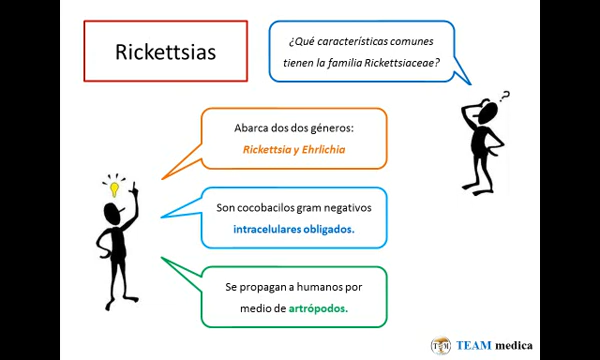 Rickettsias
¿Qué características comunes
tienen la familia Rickettsiaceae?
?
Abarca dos dos géneros:
Rickettsia y Ehrlichia
Son cocobacilos gram negativos
intracelulares obligados.
Se propagan a humanos por
medio de artrópodos.
TEAM medica